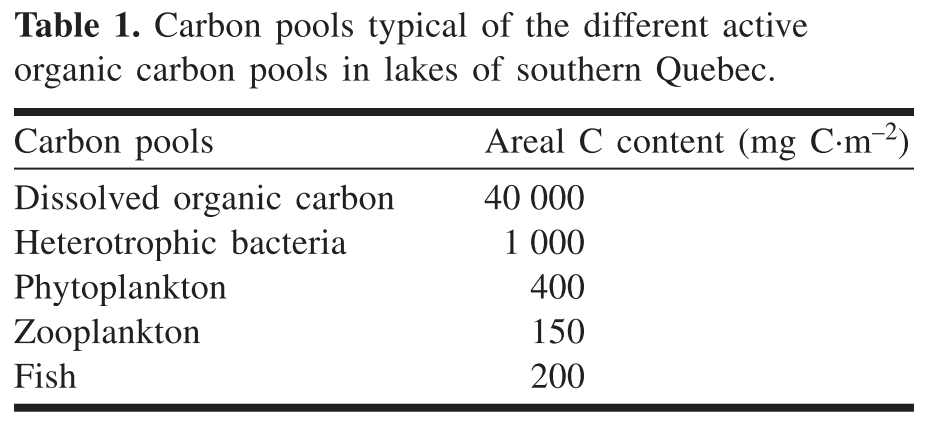 Table 1. Carbon pools typical of the different active
organic carbon pools in lakes of southern Quebec.
Carbon pools Areal C content (mg C·m⁻²)
Dissolved organic carbon 40 000
Heterotrophic bacteria 1 000
Phytoplankton 400
Zooplankton 150
Fish 200